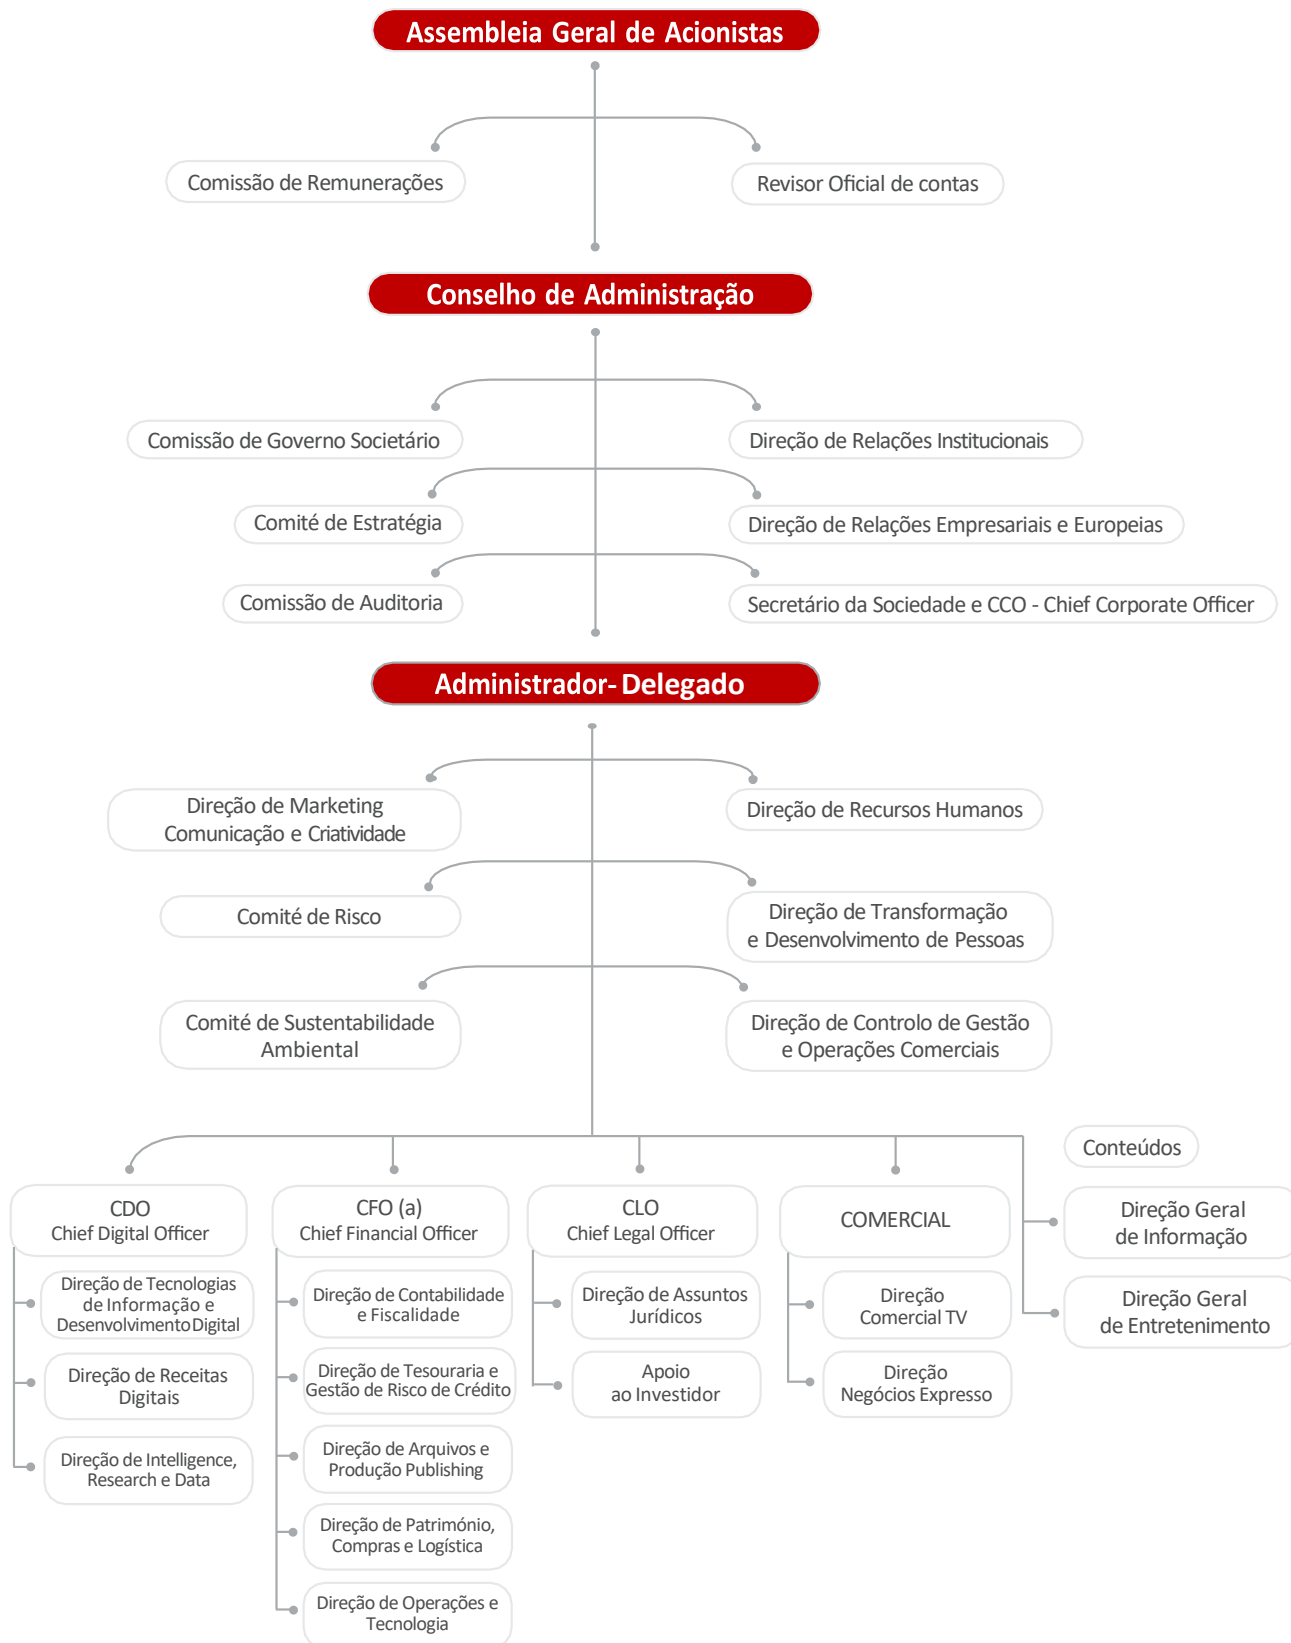 Assembleia Geral de Acionistas
Comissão de Remunerações
Revisor Oficial de contas
Conselho de Administração
Comissão de Governo Societário
Direção de Relações Institucionais
Comité de Estratégia
Direção de Relações Empresariais e Europeias
Comissão de Auditoria
Secretário da Sociedade e CCO - Chief Corporate Officer
Administrador- Delegado
Direção de Marketing
Comunicação e Criatividade
Direção de Recursos Humanos
Comité de Risco
Direção de Transformação
e Desenvolvimento de Pessoas
Comité de Sustentabilidade
Ambiental
Direção de Controlo de Gestão
e Operações Comerciais
CDO
Chief Digital Officer
Direção de Tecnologias
de Informação e
Desenvolvimento Digital
Direção de Receitas
Digitais
Direção de Intelligence,
Research e Data
CFO (a)
Chief Financial Officer
Direção de Contabilidade
e Fiscalidade
Direção de Tesouraria e
Gestão de Risco de Crédito
Direção de Arquivos e
Produção Publishing
Direção de Património,
Compras e Logística
Direção de Operações e
Tecnologia
CLO
Chief Legal Officer
Direção de Assuntos
Jurídicos
Apoio
ao Investidor
COMERCIAL
Direção
Comercial TV
Direção
Negócios Expresso
Conteúdos
Direção Geral
de Informação
Direção Geral
de Entretenimento